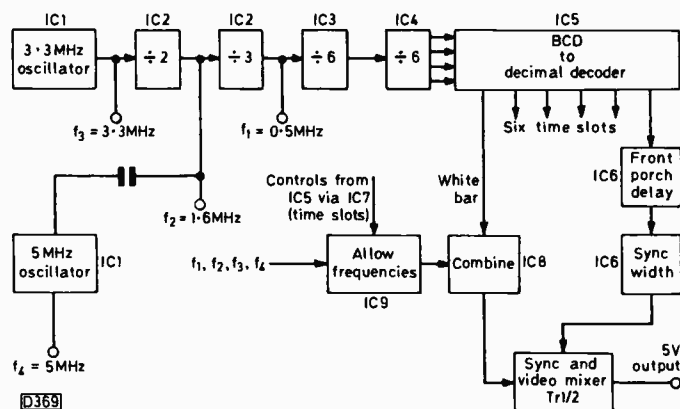 IC1
IC2
IC2
IC3
IC4
IC5
3·3MHz
oscillator
÷2
÷3
÷6
÷6
BCD
to
decimal decoder
f3 = 3·3MHz
f1 = 0·5MHz
Six time slots
Front
porch
delay
IC6
Controls from
IC5 via IC7
(time slots)
White
bar
f2 = 1·6MHz
5MHz
oscillator
IC1
f1, f2, f3, f4
Allow
frequencies
IC9
Combine
IC8
IC6
Sync
width
f4 = 5MHz
Sync and
video mixer
Tr1/2
5V
output
D369